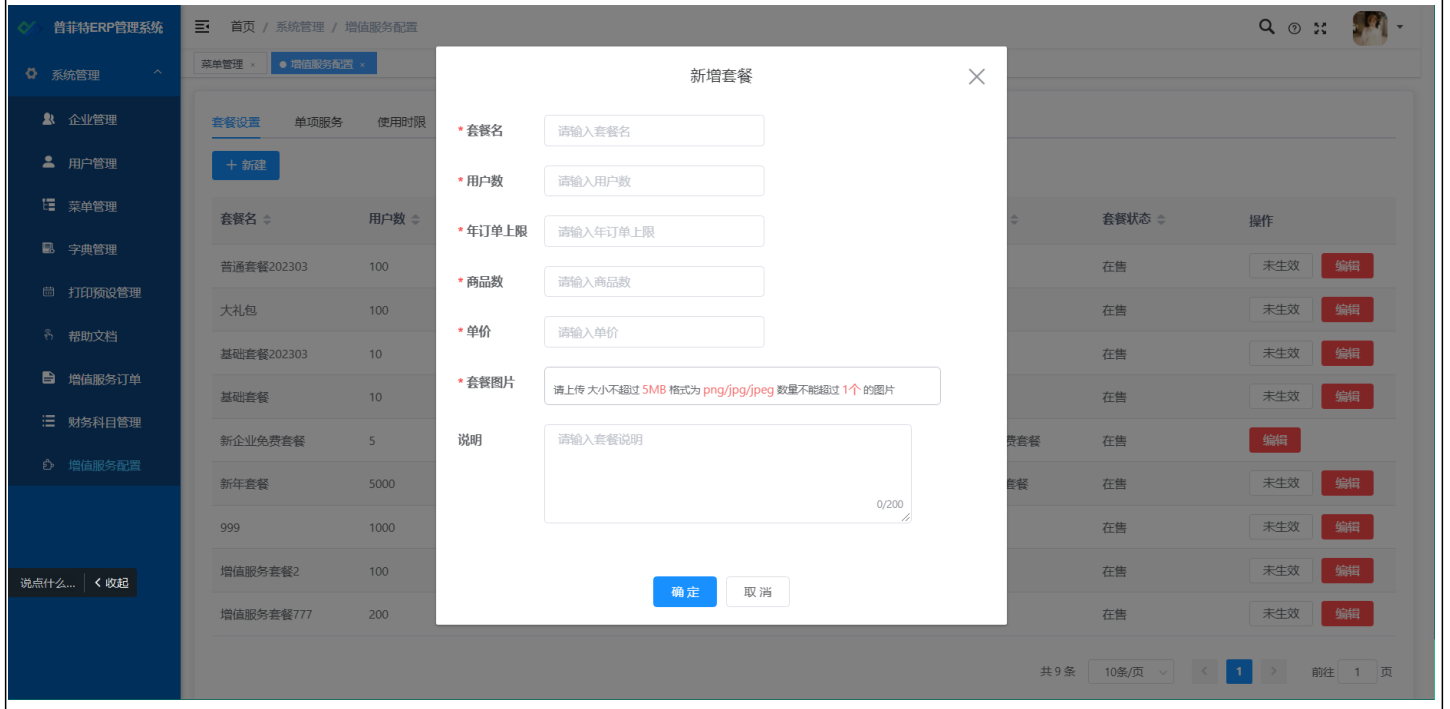 普菲特ERP管理系统
首页 / 系统管理 / 增值服务配置
菜单管理 ×
增值服务配置 ×
系统管理
企业管理
用户管理
菜单管理
字典管理
打印预设管理
帮助文档
增值服务订单
财务科目管理
增值服务配置
说点什么...
收起
套餐设置 单项服务 使用时限
+ 新建
套餐名 用户数 套餐状态 操作
普通套餐202303 100 在售 未生效 编辑
大礼包 100 在售 未生效 编辑
基础套餐202303 10 在售 未生效 编辑
基础套餐 10 在售 未生效 编辑
新企业免费套餐 5 费套餐 在售 编辑
新年套餐 5000 套餐 在售 未生效 编辑
999 1000 在售 未生效 编辑
增值服务套餐2 100 在售 未生效 编辑
增值服务套餐777 200 在售 未生效 编辑
共 9 条 10条/页 < 1 > 前往 1 页
新增套餐
* 套餐名 请输入套餐名
* 用户数 请输入用户数
* 年订单上限 请输入年订单上限
* 商品数 请输入商品数
* 单价 请输入单价
* 套餐图片 请上传 大小不超过 5MB 格式为 png/jpg/jpeg 数量不能超过 1个 的图片
说明 请输入套餐说明
0/200
确 定 取 消